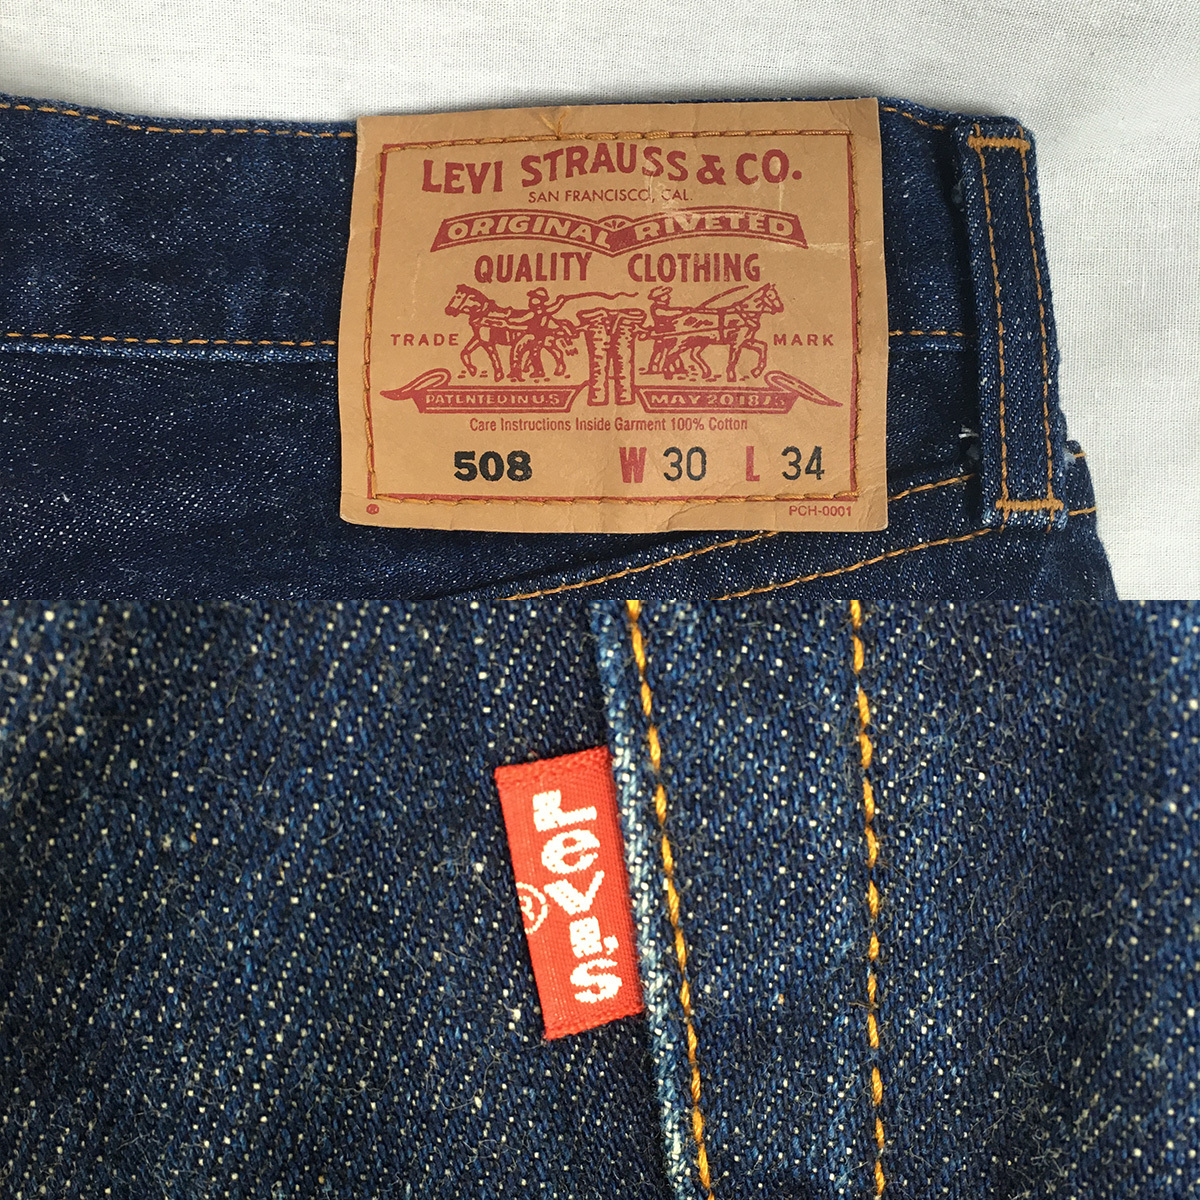 LEVI STRAUSS & CO.
SAN FRANCISCO, CAL.
ORIGINAL RIVETED
QUALITY CLOTHING
TRADE MARK
PATENTED IN U.S MAY 20 1873
Care Instructions Inside Garment 100% Cotton
508 W 30 L 34
® PCH-0001
LeVi's
®